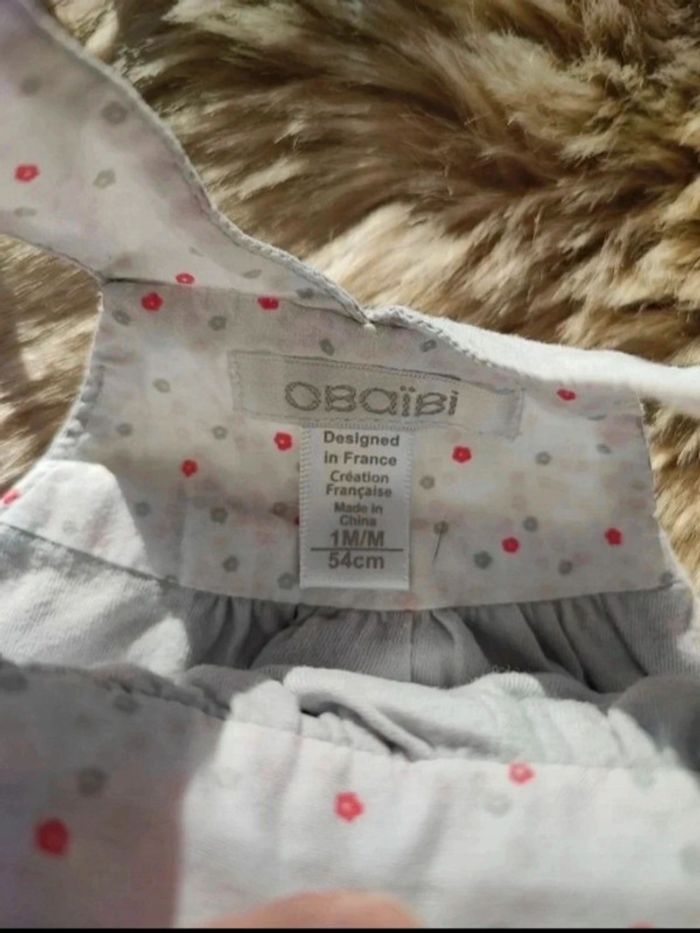 OBaïBi
Designed
in France
Création
Française
Made in
China
1M/M
54cm